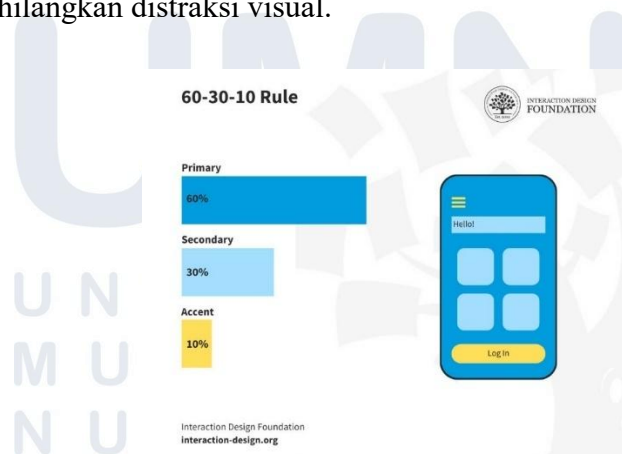 hilangkan distraksi visual.
UMN
60-30-10 Rule
INTERACTION DESIGN
FOUNDATION
Primary
60%
Hello!
Secondary
30%
Accent
10%
Log In
U N
M U
N U
Interaction Design Foundation
interaction-design.org